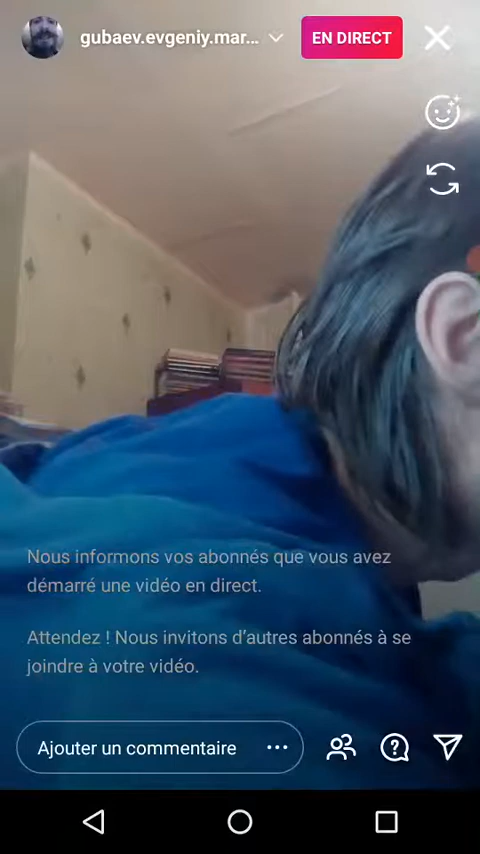 gubaev.evgeniy.mar...
EN DIRECT
Nous informons vos abonnés que vous avez
démarré une vidéo en direct.
Attendez ! Nous invitons d'autres abonnés à se
joindre à votre vidéo.
Ajouter un commentaire